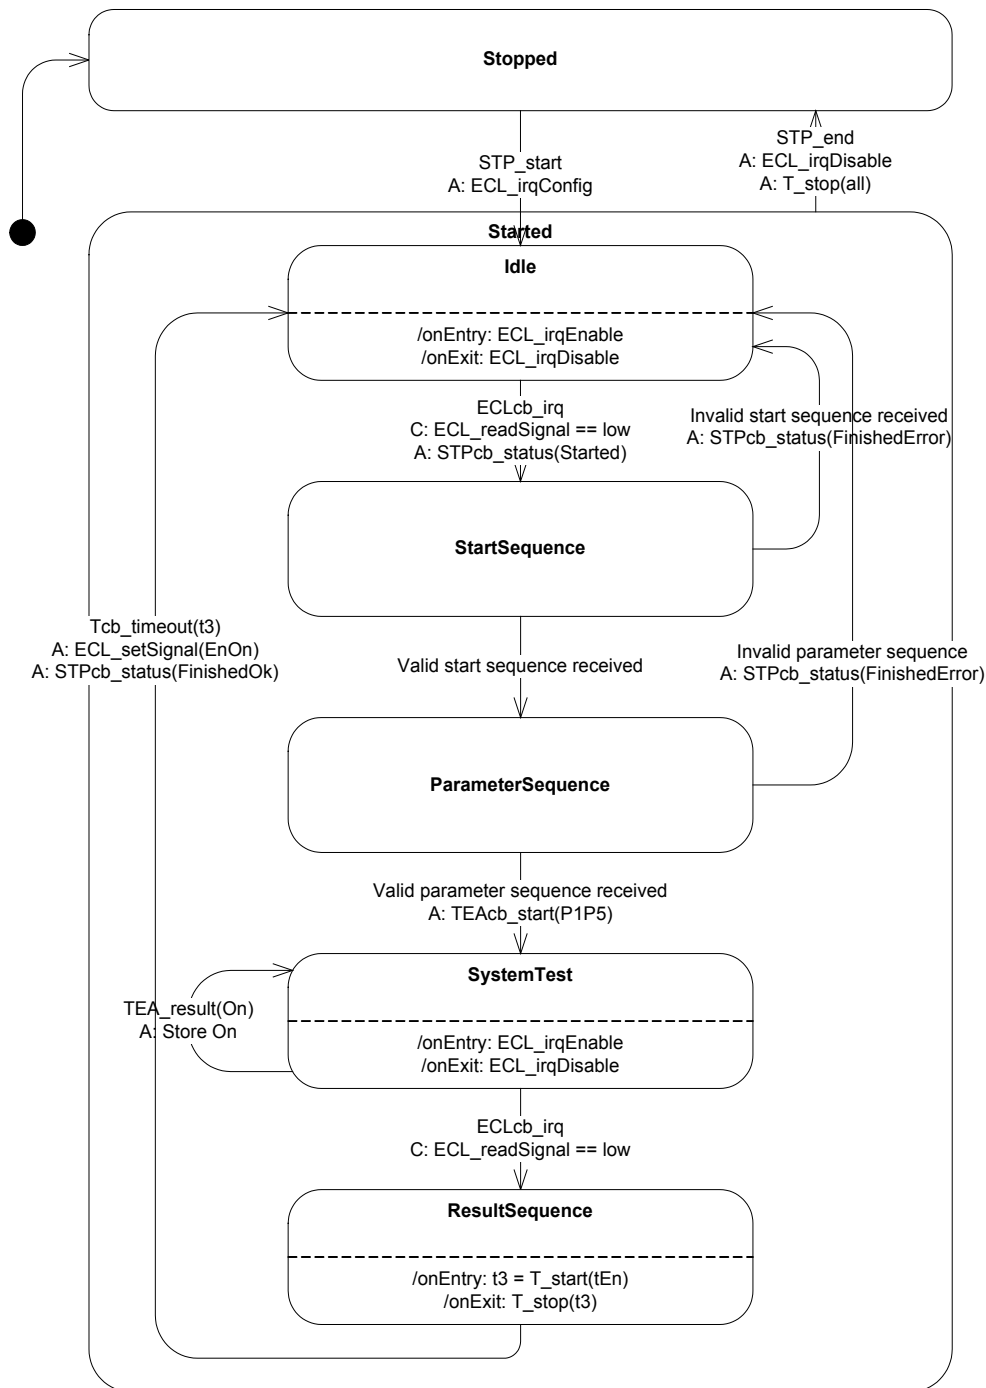 Stopped
STP_start
A: ECL_irqConfig
STP_end
A: ECL_irqDisable
A: T_stop(all)
Started
Idle
/onEntry: ECL_irqEnable
/onExit: ECL_irqDisable
ECLcb_irq
C: ECL_readSignal == low
A: STPcb_status(Started)
Invalid start sequence received
A: STPcb_status(FinishedError)
StartSequence
Tcb_timeout(t3)
A: ECL_setSignal(EnOn)
A: STPcb_status(FinishedOk)
Valid start sequence received
Invalid parameter sequence
A: STPcb_status(FinishedError)
ParameterSequence
Valid parameter sequence received
A: TEAcb_start(P1P5)
SystemTest
TEA_result(On)
A: Store On
/onEntry: ECL_irqEnable
/onExit: ECL_irqDisable
ECLcb_irq
C: ECL_readSignal == low
ResultSequence
/onEntry: t3 = T_start(tEn)
/onExit: T_stop(t3)